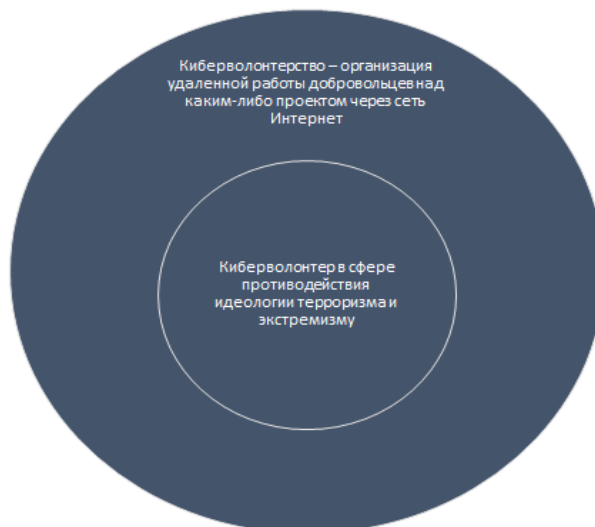 Киберволонтерство – организация
удаленной работы добровольцев над
каким-либо проектом через сеть
Интернет
Киберволонтер в сфере
противодействия
идеологии терроризма и
экстремизму